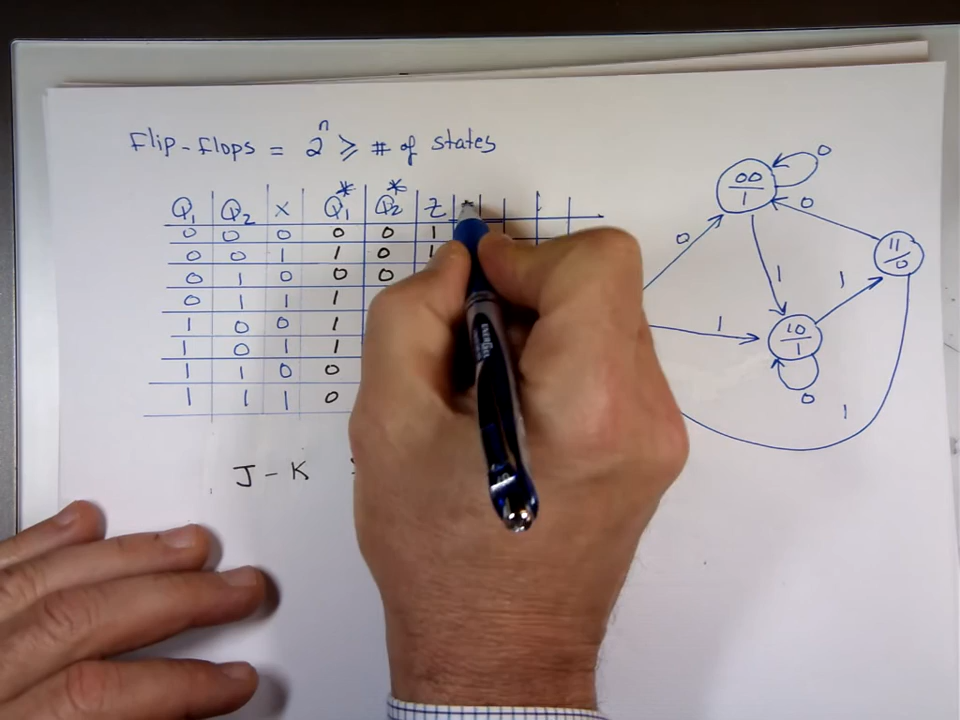 Flip-Flops = 2ⁿ ≥ # of states
Q₁ Q₂ X Q₁* Q₂* Z
0 0 0 0 0 1
0 0 1 1 0 1
0 1 0 0 0
0 1 1 1
1 0 0 1
1 0 1 1
1 1 0 0
1 1 1 0
J-K
00
1
0
0
0
1
11
0
1
1
10
1
0
1
ENERGEL